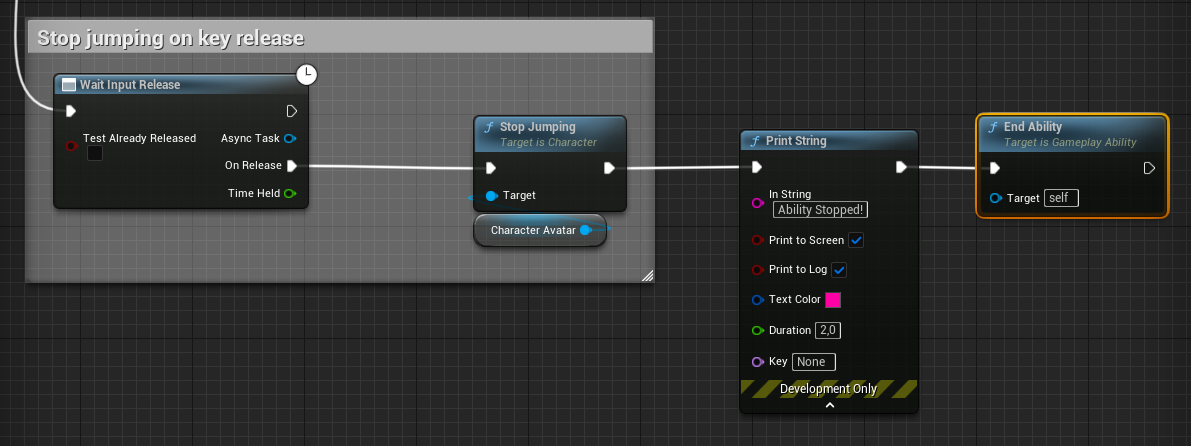 Stop jumping on key release
Wait Input Release
Test Already Released
Async Task
On Release
Time Held
Stop Jumping
Target is Character
Target
Character Avatar
Print String
In String
Ability Stopped!
Print to Screen
Print to Log
Text Color
Duration 2,0
Key None
Development Only
End Ability
Target is Gameplay Ability
Target self